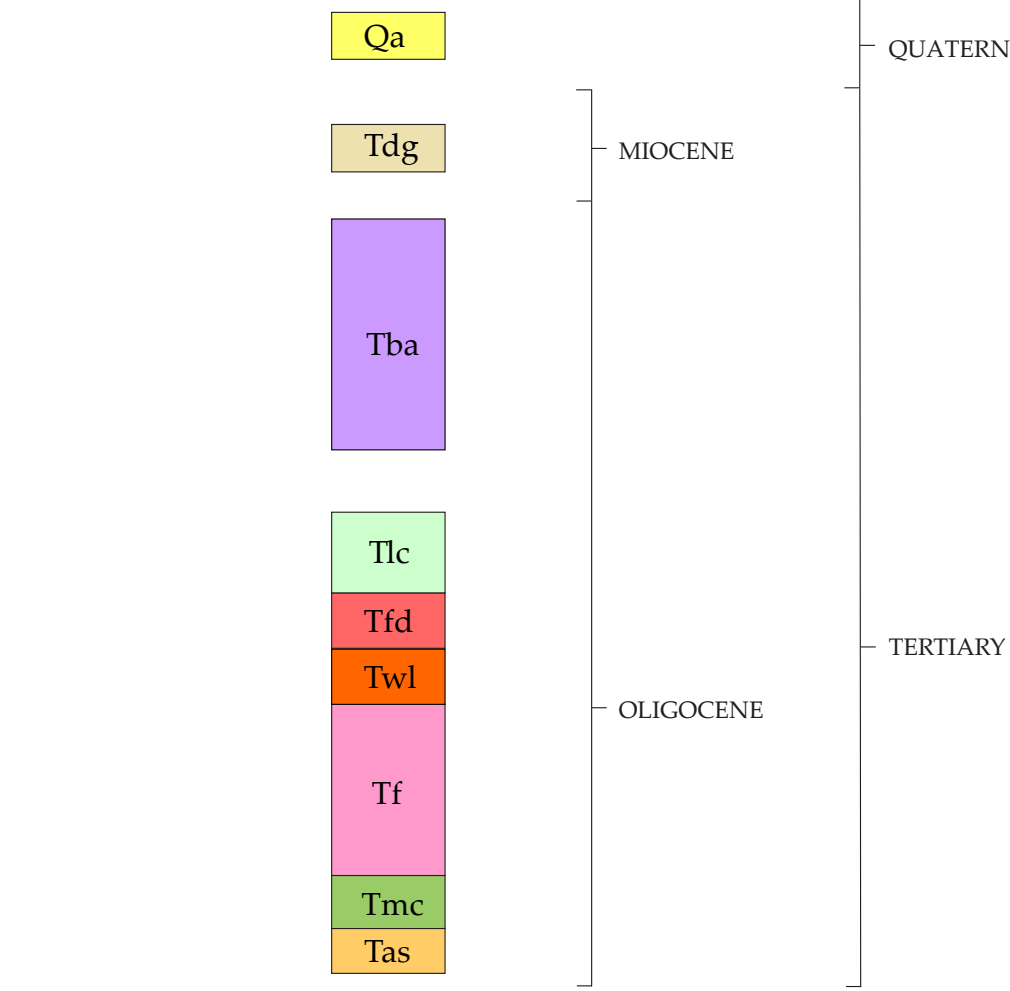 Qa
QUATERN
Tdg
MIOCENE
Tba
Tlc
Tfd
TERTIARY
Twl
OLIGOCENE
Tf
Tmc
Tas